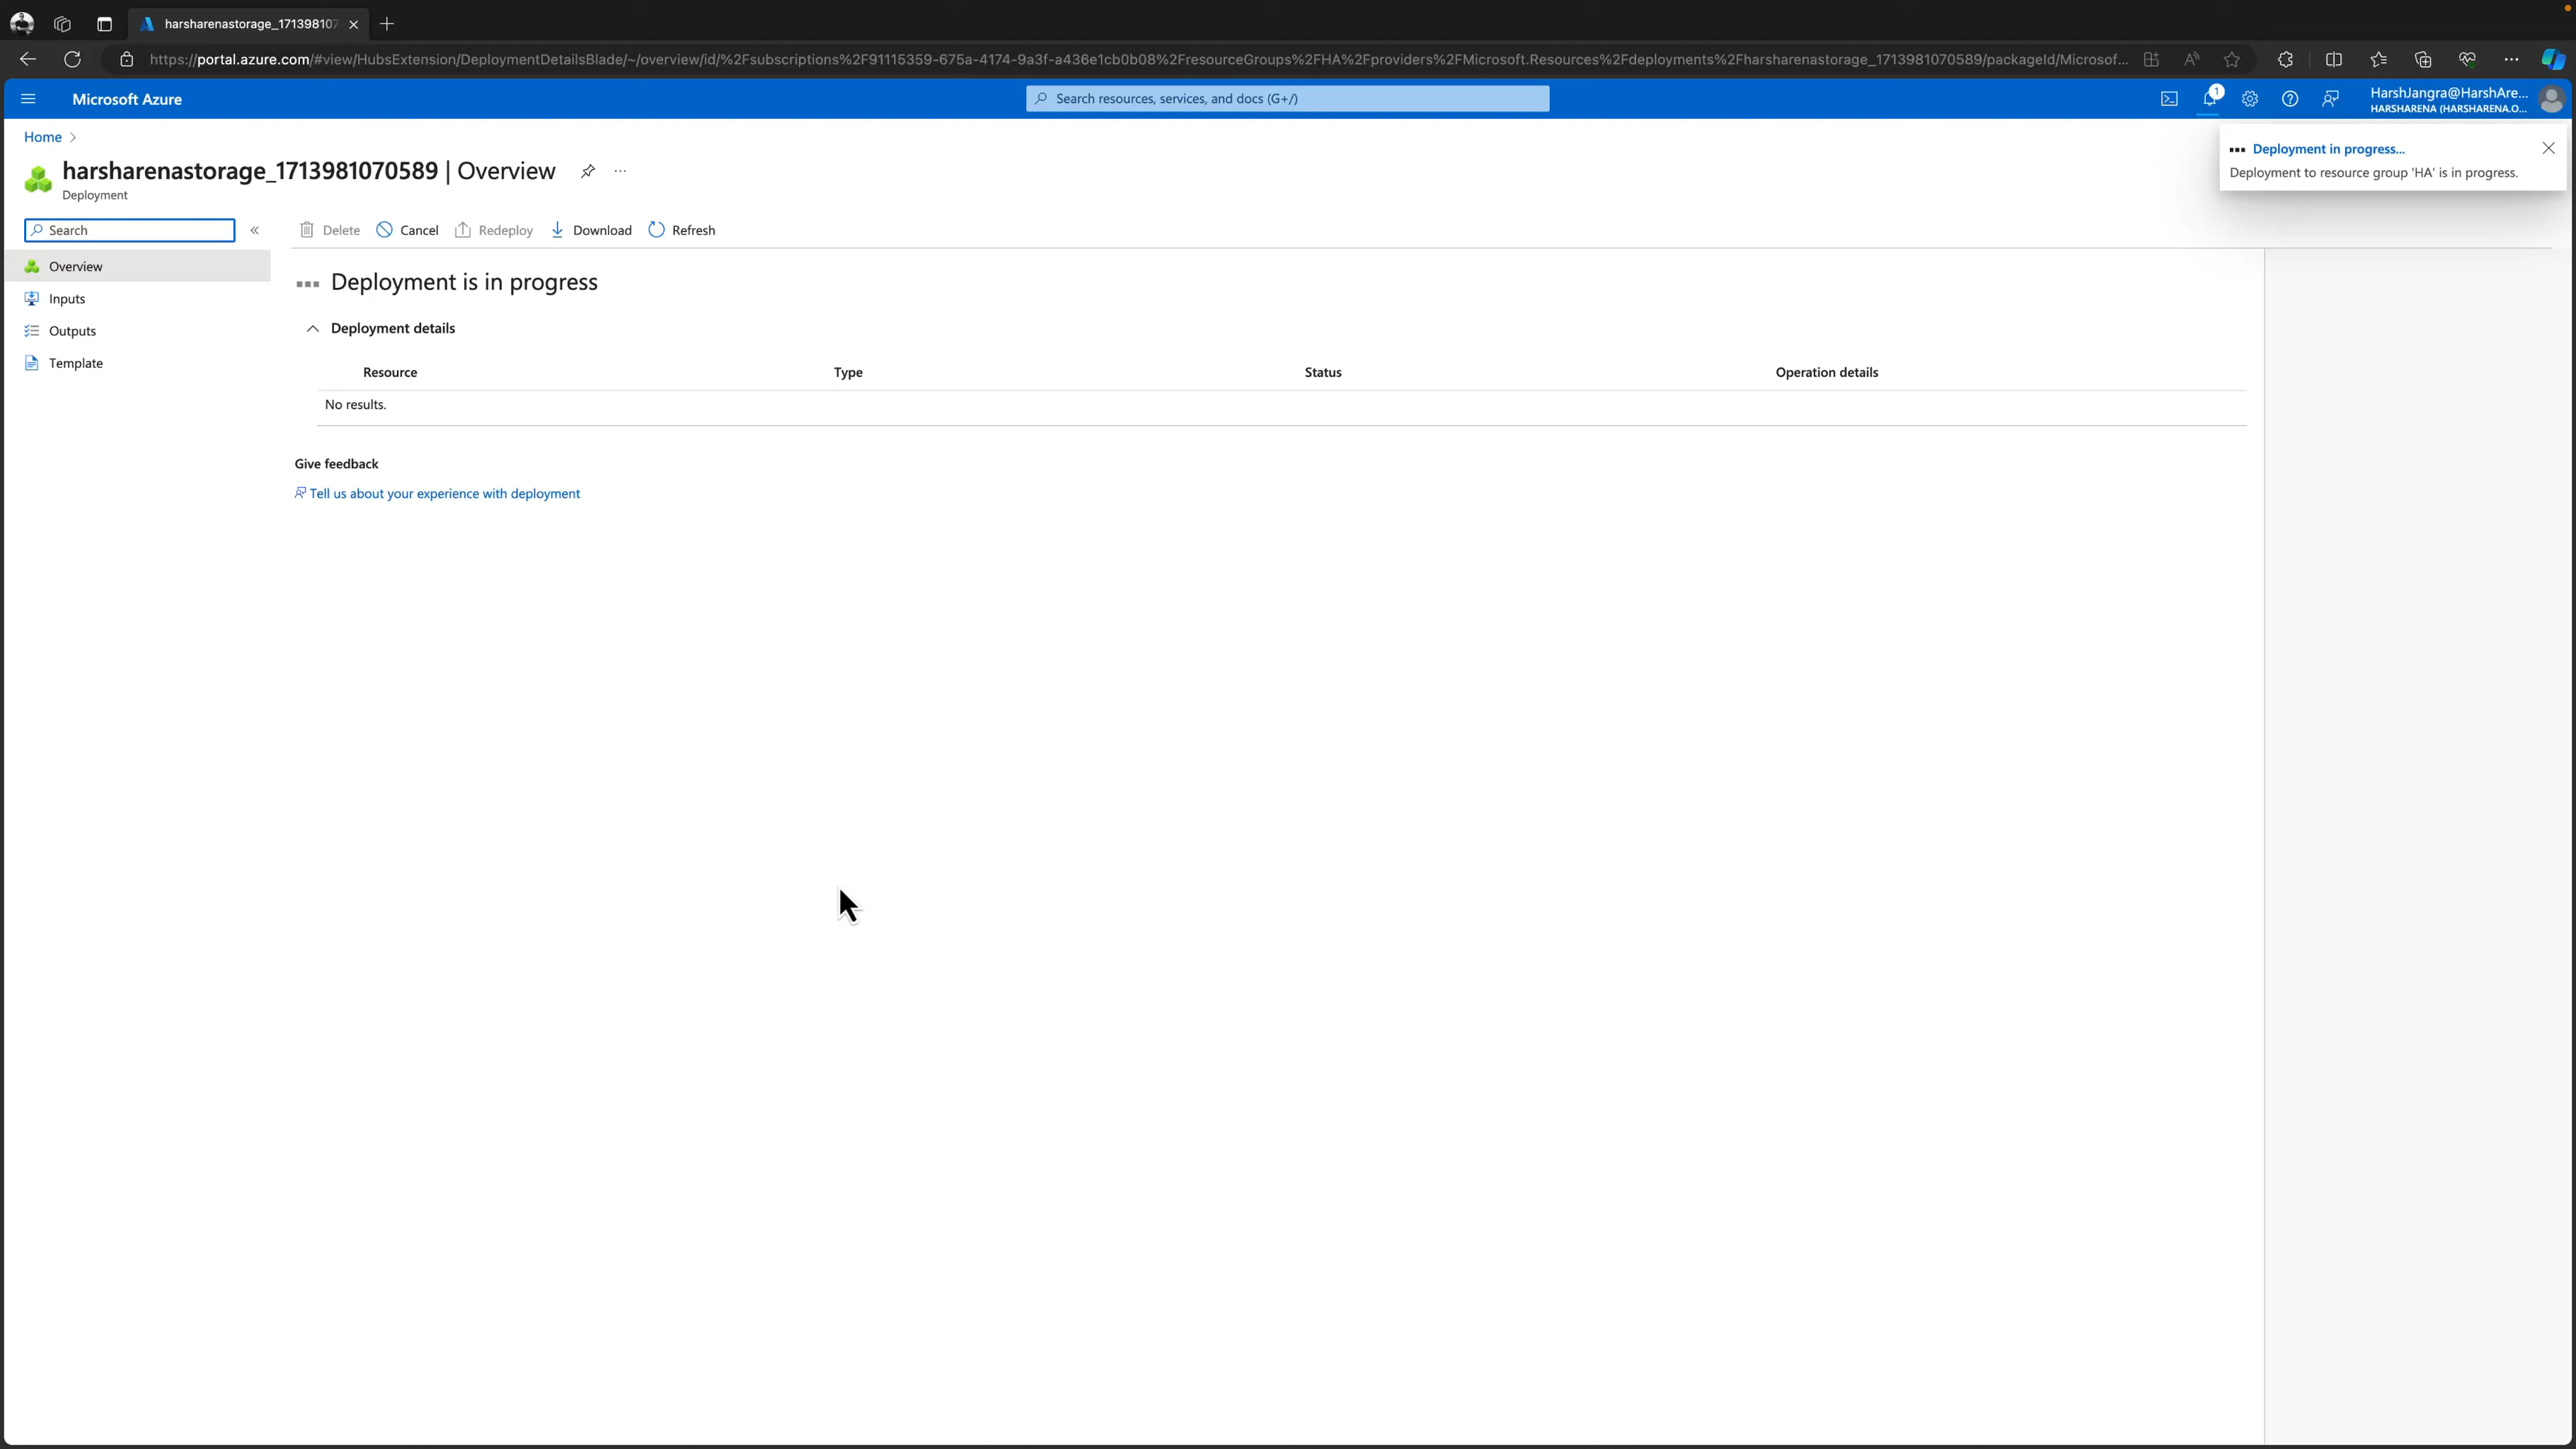 harsharenastorage_171398107
https://portal.azure.com/#view/HubsExtension/DeploymentDetailsBlade/~/overview/id/%2Fsubscriptions%2F91115359-675a-4174-9a3f-a436e1cb0b08%2FresourceGroups%2FHA%2Fproviders%2FMicrosoft.Resources%2Fdeployments%2Fharsharenastorage_1713981070589/packageId/Microsof...
Microsoft Azure
Search resources, services, and docs (G+/)
1
HarshJangra@HarshAre...
HARSHARENA (HARSHARENA.O...
Home
Deployment in progress...
Deployment to resource group 'HA' is in progress.
harsharenastorage_1713981070589 | Overview
Deployment
Search
Delete Cancel Redeploy Download Refresh
Overview
Inputs
Outputs
Template
Deployment is in progress
Deployment details
Resource Type Status Operation details
No results.
Give feedback
Tell us about your experience with deployment